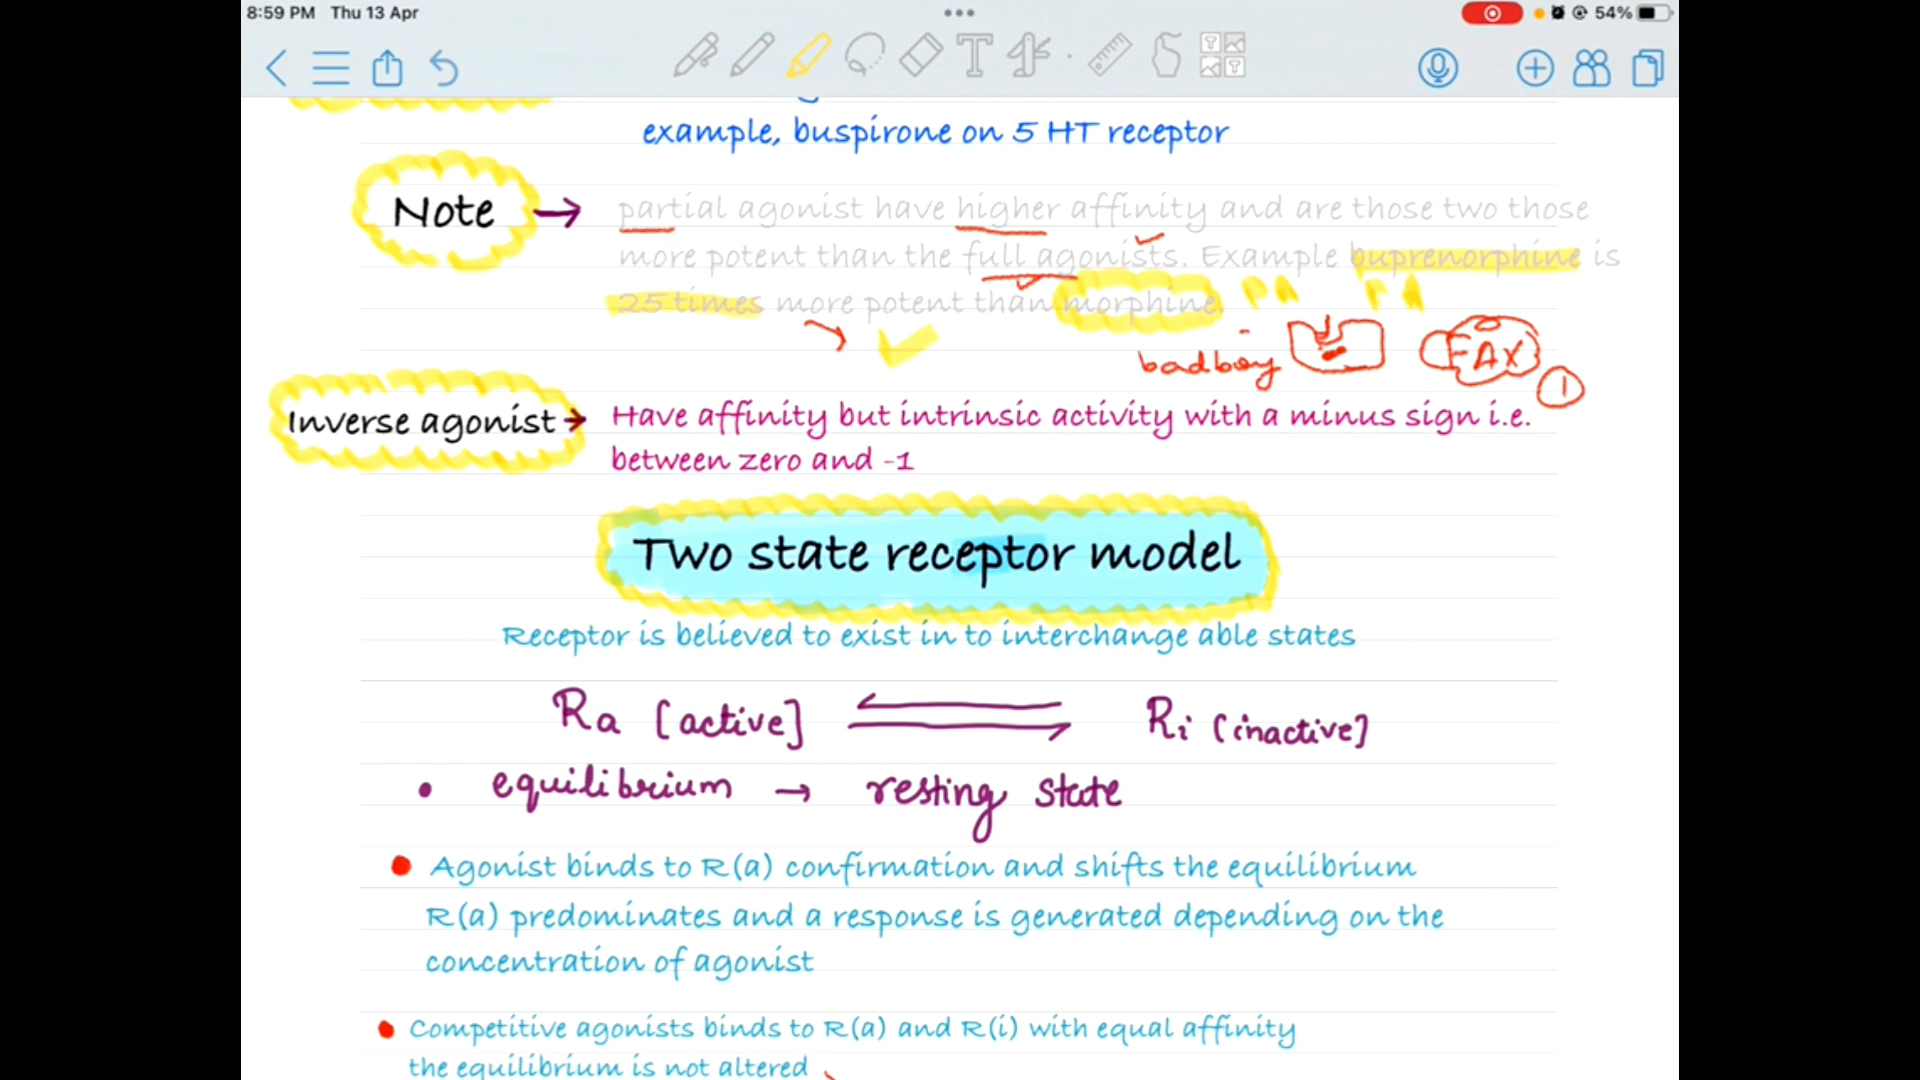 8:59 PM Thu 13 Apr
54%
example, buspirone on 5 HT receptor
Note → partial agonist have higher affinity and are those two those
more potent than the full agonists. Example buprenorphine is
25 times more potent than morphine.
PA FA
badboy FAX
1
Inverse agonist → Have affinity but intrinsic activity with a minus sign i.e.
between zero and -1
Two state receptor model
Receptor is believed to exist in to interchange able states
Ra [active] Ri [inactive]
• equilibrium → resting state
• Agonist binds to R(a) confirmation and shifts the equilibrium
R(a) predominates and a response is generated depending on the
concentration of agonist
• Competitive agonists binds to R(a) and R(i) with equal affinity
the equilibrium is not altered